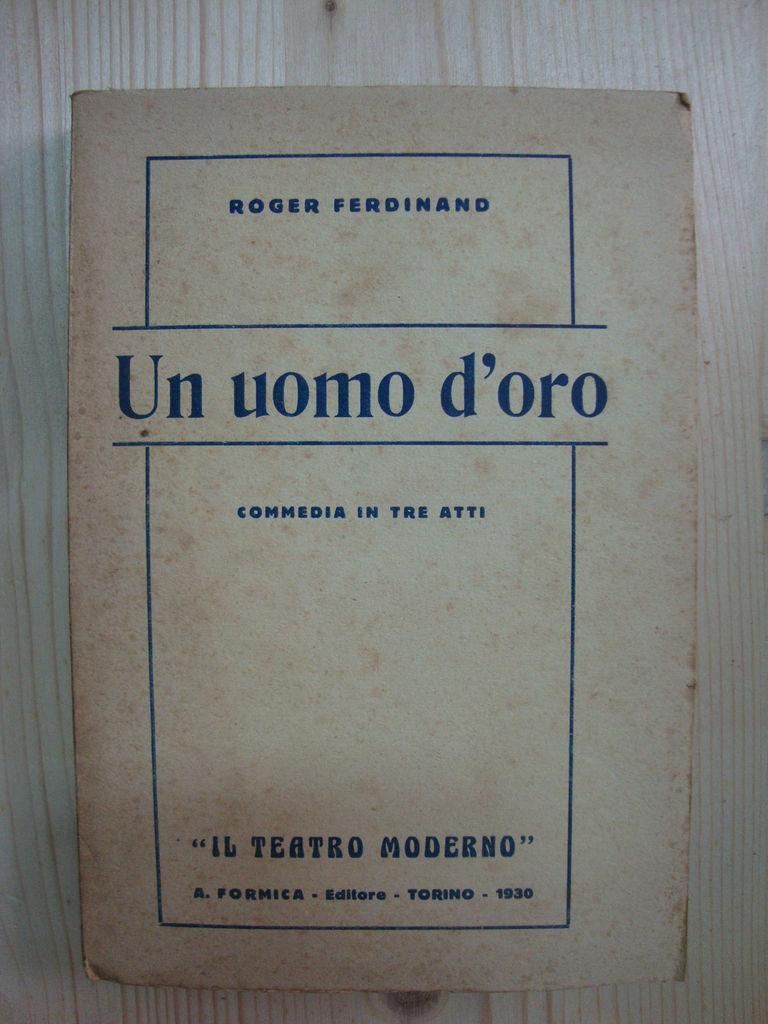 ROGER FERDINAND
Un uomo d'oro
COMMEDIA IN TRE ATTI
“IL TEATRO MODERNO”
A. FORMICA - Editore - TORINO - 1930